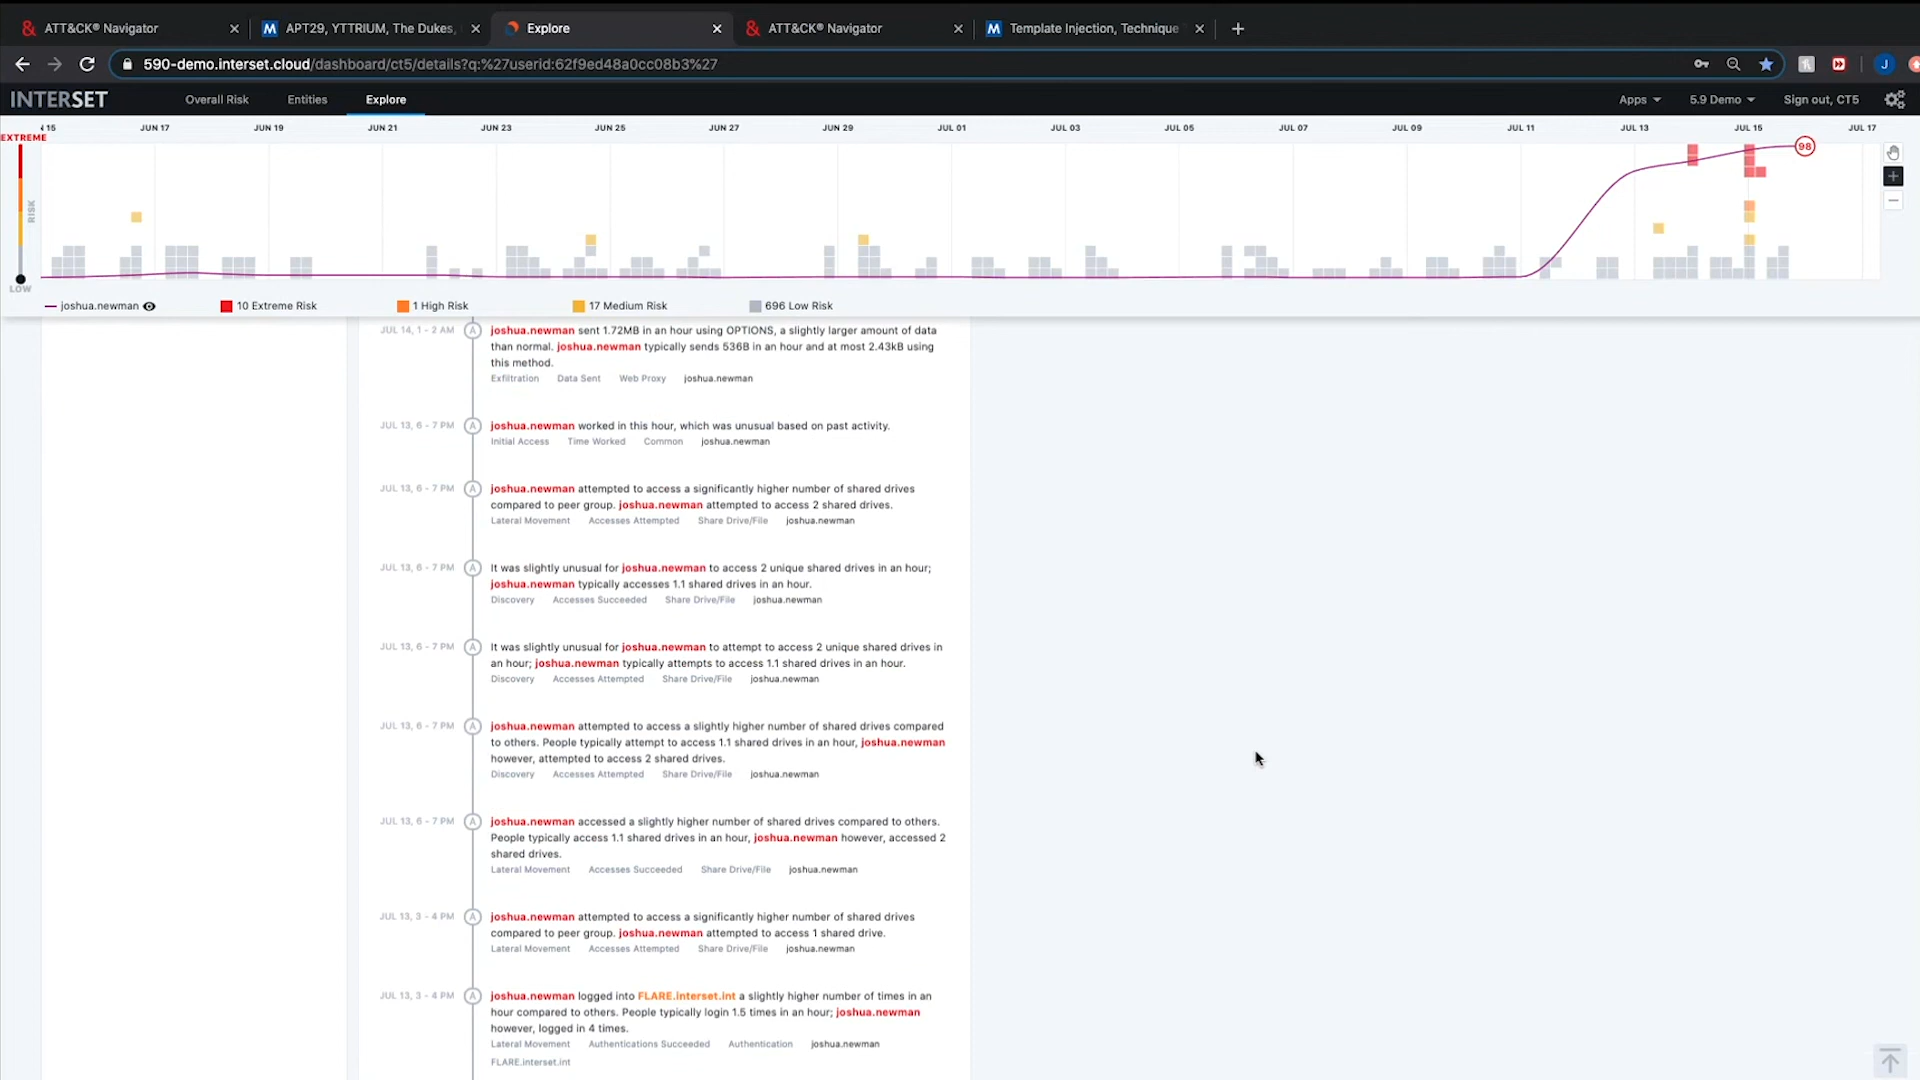 ATT&CK® Navigator
APT29, YTTRIUM, The Dukes,
Explore
ATT&CK® Navigator
Template Injection, Technique
590-demo.interset.cloud/dashboard/ct5/details?q:%27userid:62f9ed48a0cc08b3%27
INTERSET
Overall Risk
Entities
Explore
Apps
5.9 Demo
Sign out, CT5
15
JUN 17
JUN 19
JUN 21
JUN 23
JUN 25
JUN 27
JUN 29
JUL 01
JUL 03
JUL 05
JUL 07
JUL 09
JUL 11
JUL 13
JUL 15
JUL 17
EXTREME
RISK
LOW
98
joshua.newman
10 Extreme Risk
1 High Risk
17 Medium Risk
696 Low Risk
JUL 14, 1 - 2 AM
A
joshua.newman sent 1.72MB in an hour using OPTIONS, a slightly larger amount of data
than normal. joshua.newman typically sends 536B in an hour and at most 2.43kB using
this method.
Exfiltration Data Sent Web Proxy joshua.newman
JUL 13, 6 - 7 PM
A
joshua.newman worked in this hour, which was unusual based on past activity.
Initial Access Time Worked Common joshua.newman
JUL 13, 6 - 7 PM
A
joshua.newman attempted to access a significantly higher number of shared drives
compared to peer group. joshua.newman attempted to access 2 shared drives.
Lateral Movement Accesses Attempted Share Drive/File joshua.newman
JUL 13, 6 - 7 PM
A
It was slightly unusual for joshua.newman to access 2 unique shared drives in an hour;
joshua.newman typically accesses 1.1 shared drives in an hour.
Discovery Accesses Succeeded Share Drive/File joshua.newman
JUL 13, 6 - 7 PM
A
It was slightly unusual for joshua.newman to attempt to access 2 unique shared drives in
an hour; joshua.newman typically attempts to access 1.1 shared drives in an hour.
Discovery Accesses Attempted Share Drive/File joshua.newman
JUL 13, 6 - 7 PM
A
joshua.newman attempted to access a slightly higher number of shared drives compared
to others. People typically attempt to access 1.1 shared drives in an hour, joshua.newman
however, attempted to access 2 shared drives.
Discovery Accesses Attempted Share Drive/File joshua.newman
JUL 13, 6 - 7 PM
A
joshua.newman accessed a slightly higher number of shared drives compared to others.
People typically access 1.1 shared drives in an hour, joshua.newman however, accessed 2
shared drives.
Lateral Movement Accesses Succeeded Share Drive/File joshua.newman
JUL 13, 3 - 4 PM
A
joshua.newman attempted to access a significantly higher number of shared drives
compared to peer group. joshua.newman attempted to access 1 shared drive.
Lateral Movement Accesses Attempted Share Drive/File joshua.newman
JUL 13, 3 - 4 PM
A
joshua.newman logged into FLARE.interset.int a slightly higher number of times in an
hour compared to others. People typically login 1.5 times in an hour; joshua.newman
however, logged in 4 times.
Lateral Movement Authentications Succeeded Authentication joshua.newman
FLARE.interset.int